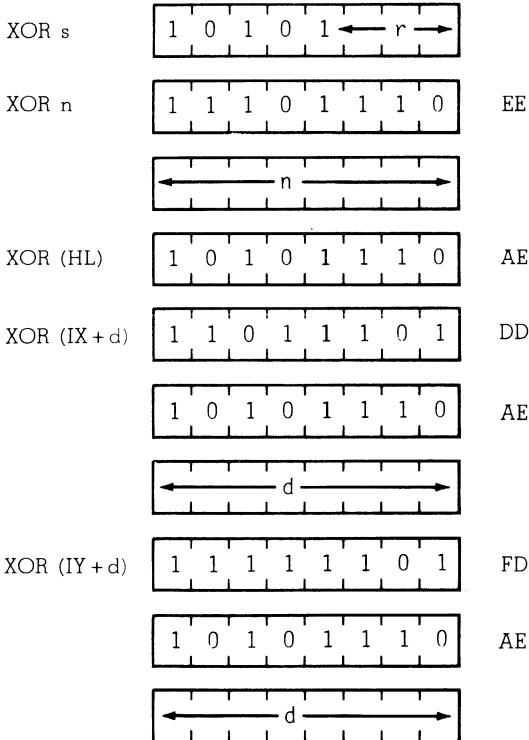 XOR s 1 0 1 0 1 r
XOR n 1 1 1 0 1 1 1 0 EE
n
XOR (HL) 1 0 1 0 1 1 1 0 AE
XOR (IX + d) 1 1 0 1 1 1 0 1 DD
1 0 1 0 1 1 1 0 AE
d
XOR (IY + d) 1 1 1 1 1 1 0 1 FD
1 0 1 0 1 1 1 0 AE
d